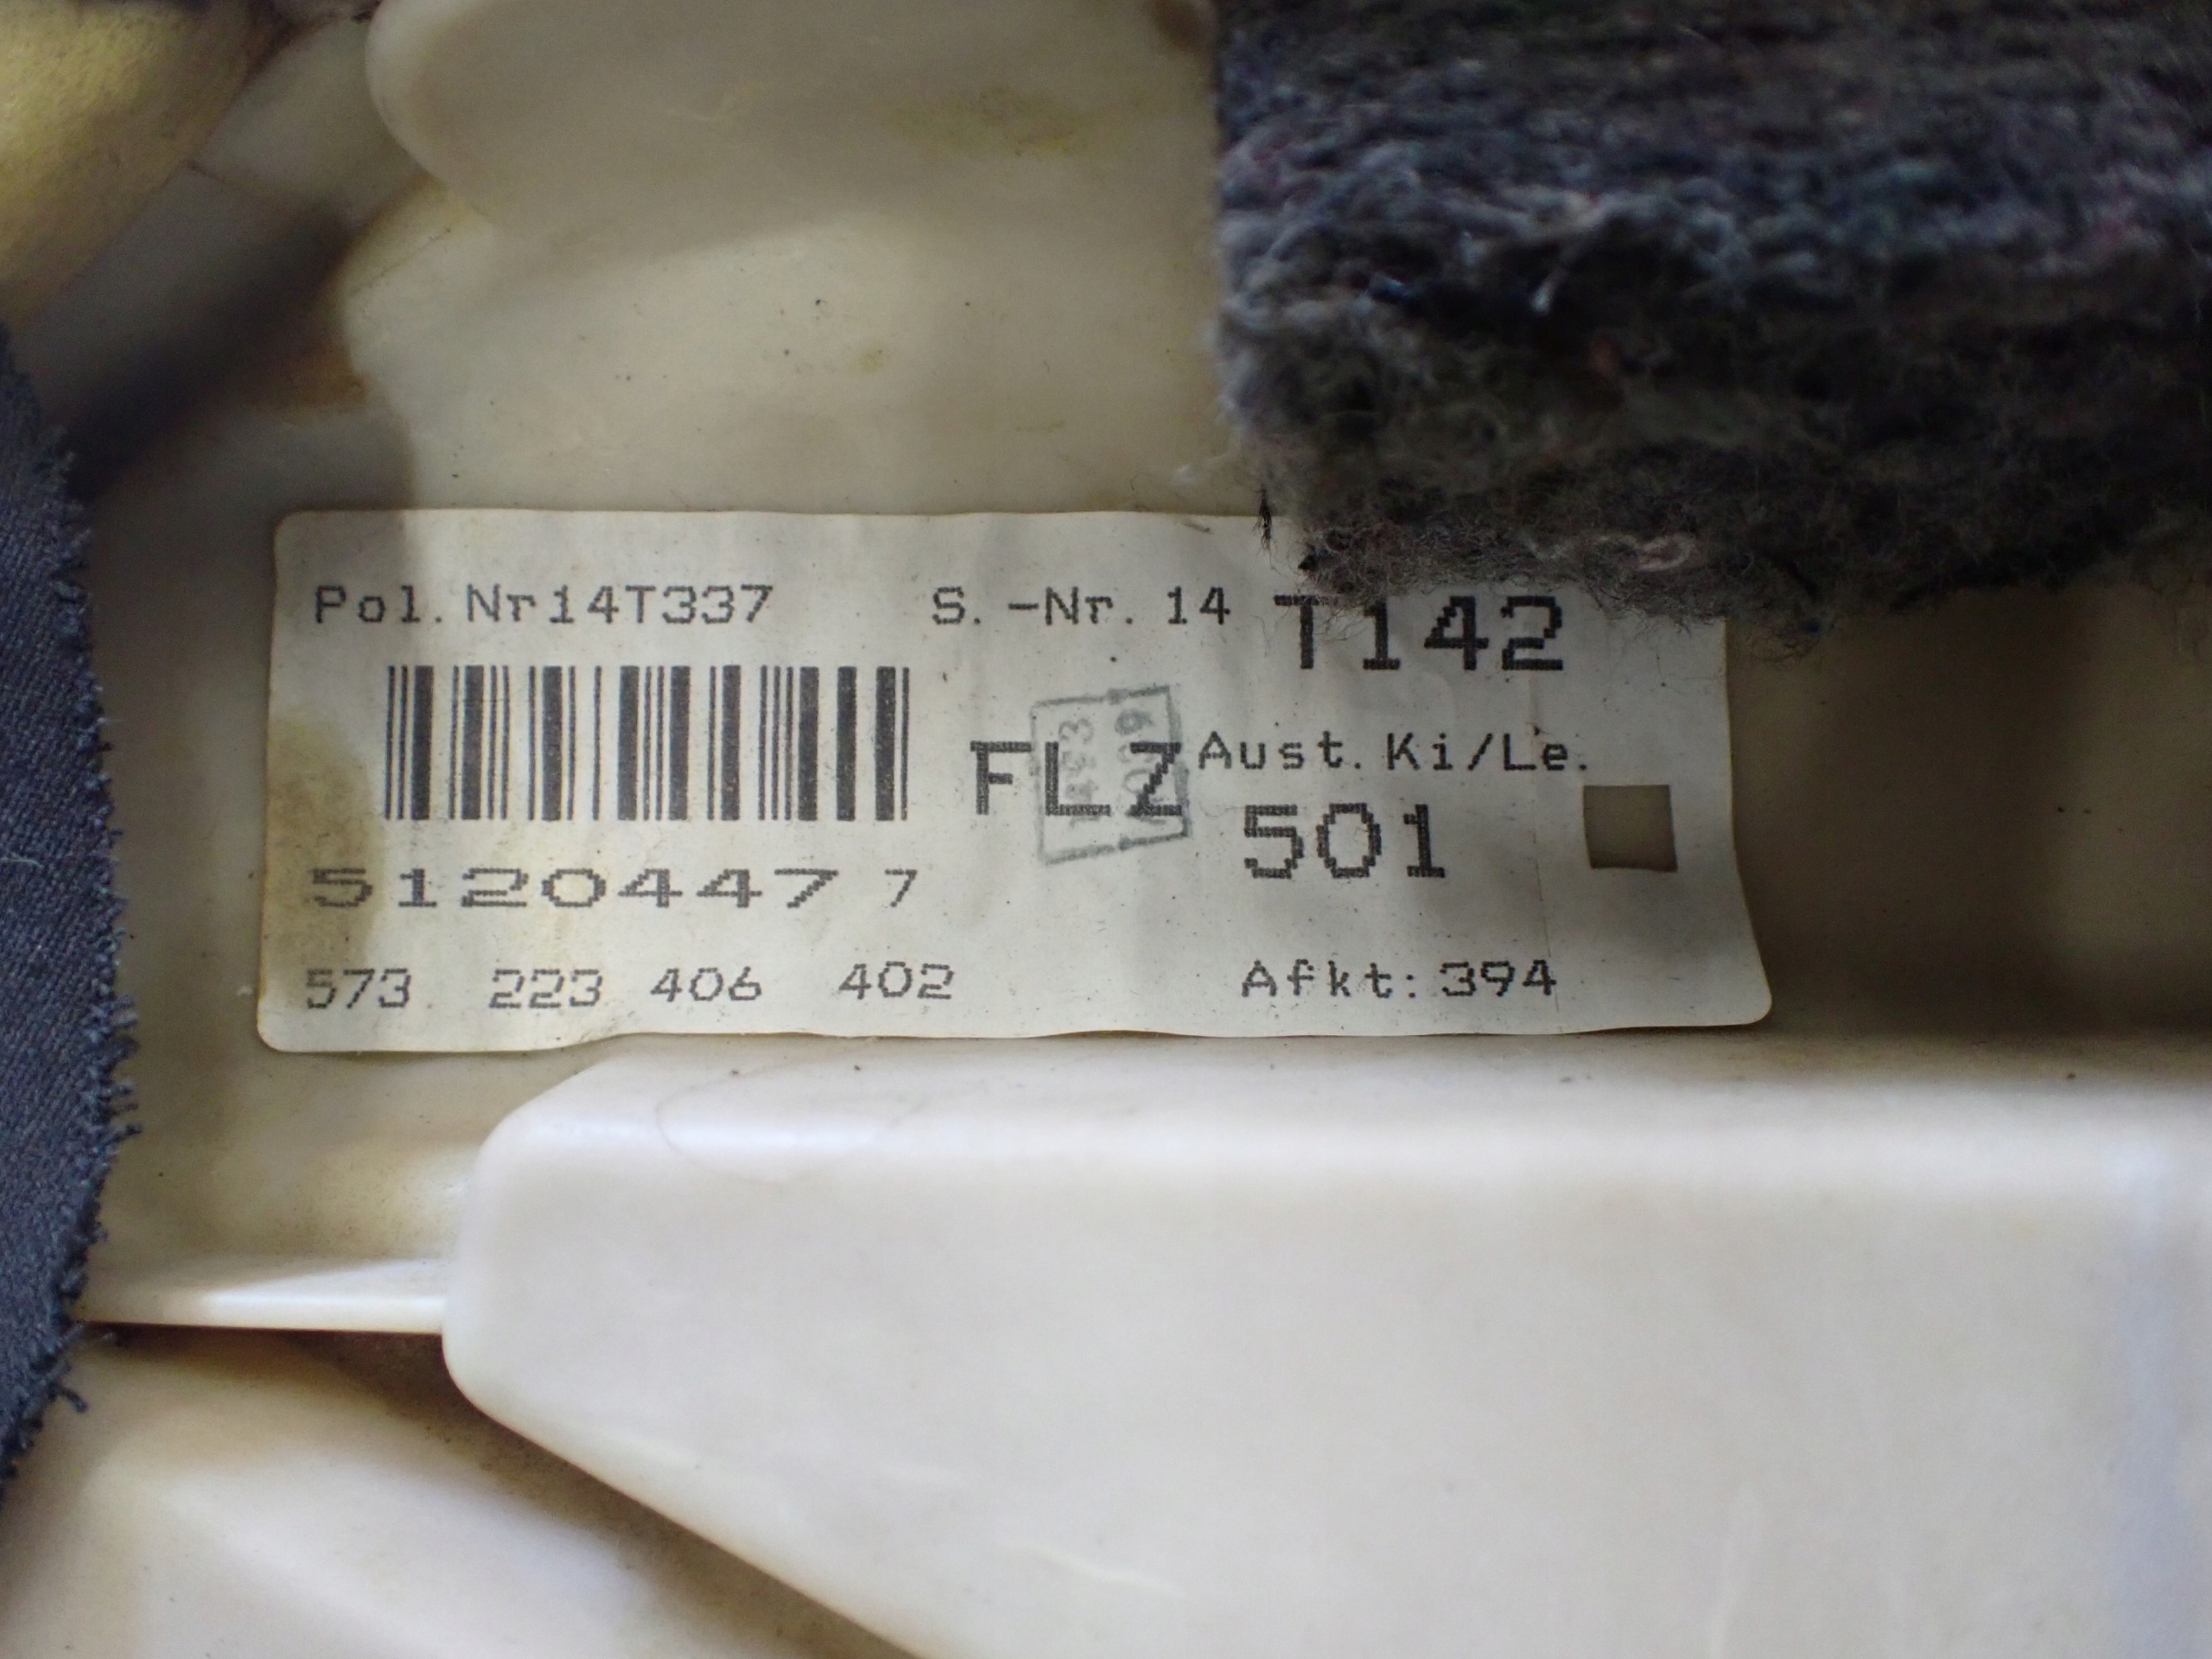 Pol.Nr14T337 S.-Nr. 14 T142
FLZ Aust.Ki/Le.
501
5120447 7
573 223 406 402 Afkt: 394